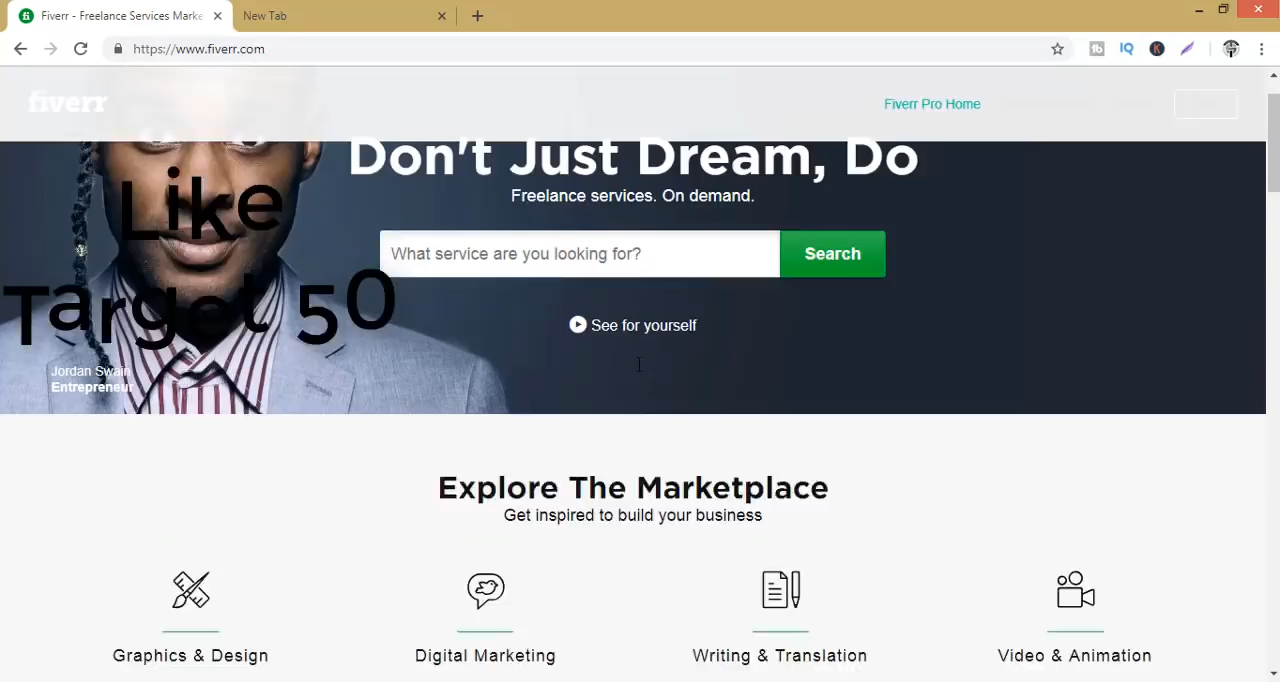 Fiverr - Freelance Services Marke
New Tab
https://www.fiverr.com
fiverr
Fiverr Pro Home
Don't Just Dream, Do
Freelance services. On demand.
Like
Target 50
What service are you looking for?
Search
See for yourself
Jordan Swain
Entrepreneur
Explore The Marketplace
Get inspired to build your business
Graphics & Design
Digital Marketing
Writing & Translation
Video & Animation